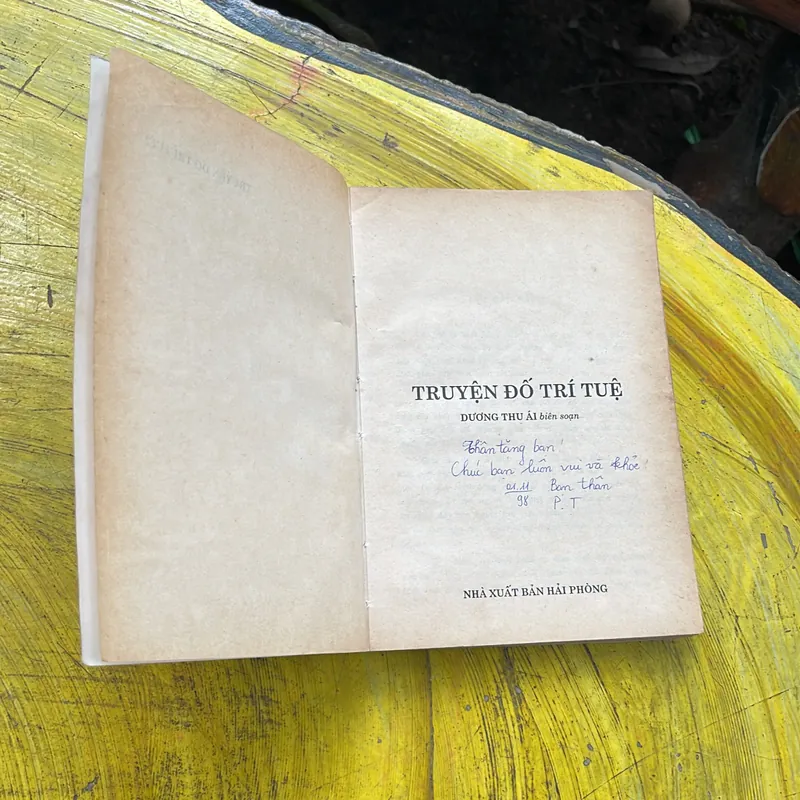 TRUYỆN ĐỐ TRÍ TUỆ
DƯƠNG THU ÁI biên soạn
Thân tặng bạn!
Chúc bạn luôn vui và khỏe!
01.11 Bạn thân
98 P.T
NHÀ XUẤT BẢN HẢI PHÒNG